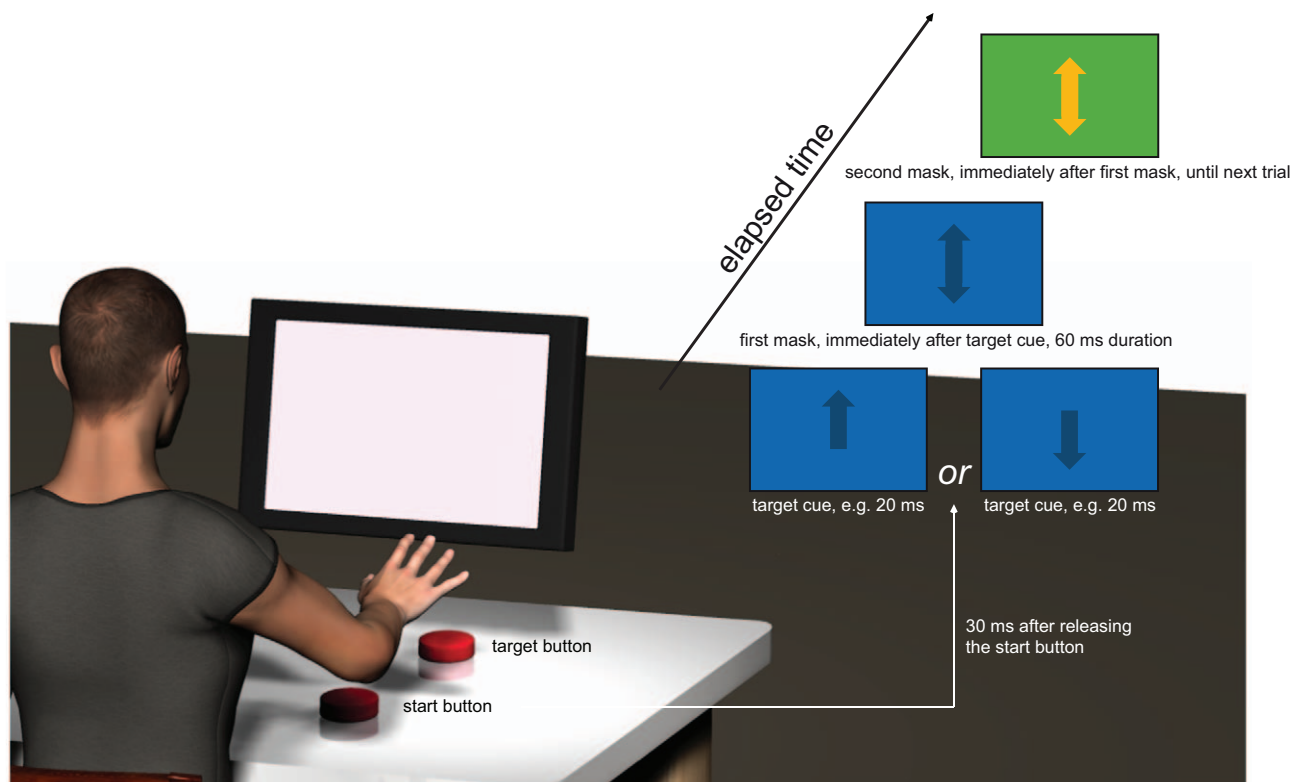 elapsed time
second mask, immediately after first mask, until next trial
first mask, immediately after target cue, 60 ms duration
or
target cue, e.g. 20 ms
target cue, e.g. 20 ms
target button
30 ms after releasing
the start button
start button